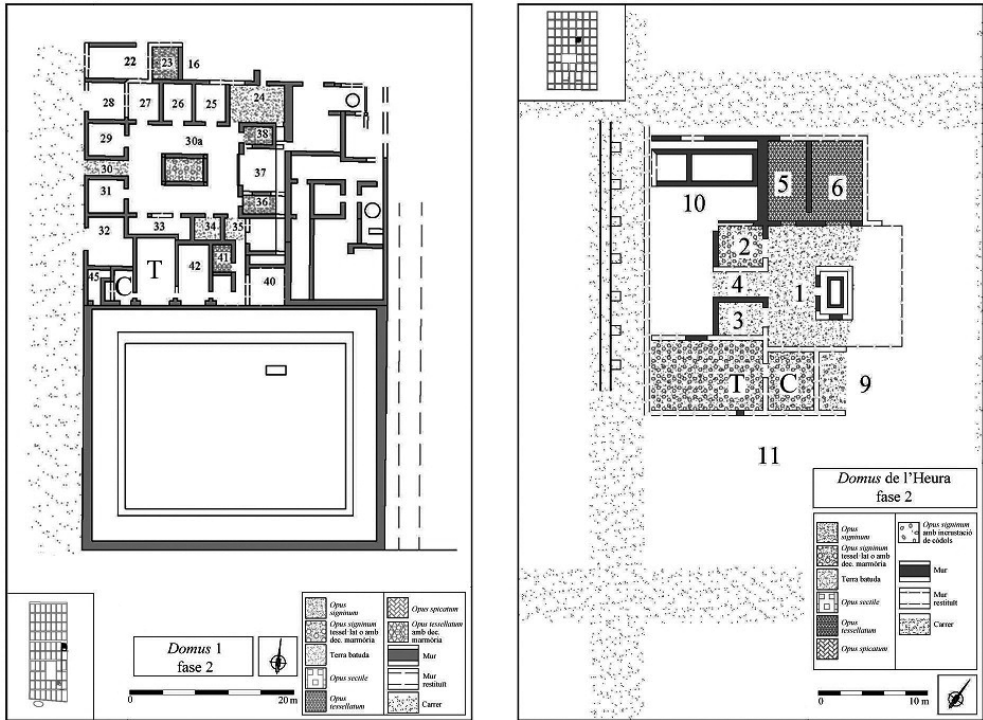 22
23
16
28
27
26
25
24
29
30a
38
30
37
31
36
32
33
34
35
T
42
41
45
C
40
Opus
signinum
Opus signinum
tessel·lat o amb
dec. marmòria
Terra batuda
Opus sectile
Opus
tessellatum
Opus spicatum
Opus tessellatum
amb dec.
marmòria
Mur
Mur
restituït
Carrer
Domus 1
fase 2
0
20 m
5
6
10
2
4
1
3
T
C
9
11
Domus de l'Heura
fase 2
Opus
signinum
Opus signinum
tessel·lat o amb
dec. marmòria
Terra batuda
Opus sectile
Opus
tessellatum
Opus spicatum
Opus signinum
amb incrustació
de còdols
Mur
Mur
restituït
Carrer
0
10 m